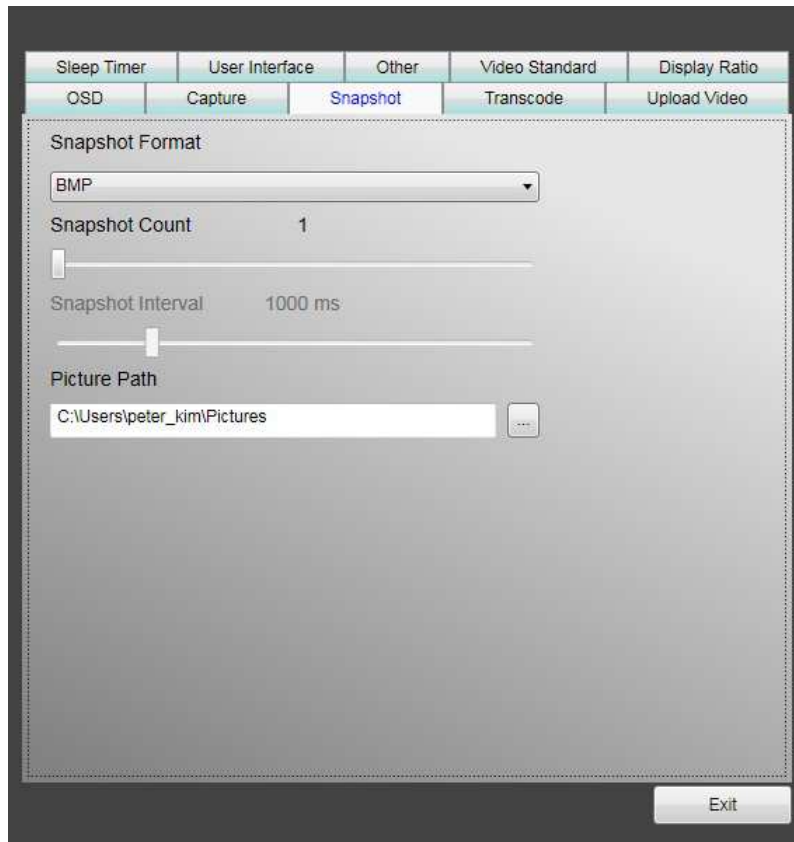 Sleep Timer User Interface Other Video Standard Display Ratio
OSD Capture Snapshot Transcode Upload Video
Snapshot Format
BMP
Snapshot Count 1
Snapshot Interval 1000 ms
Picture Path
C:\Users\peter_kim\Pictures ...
Exit